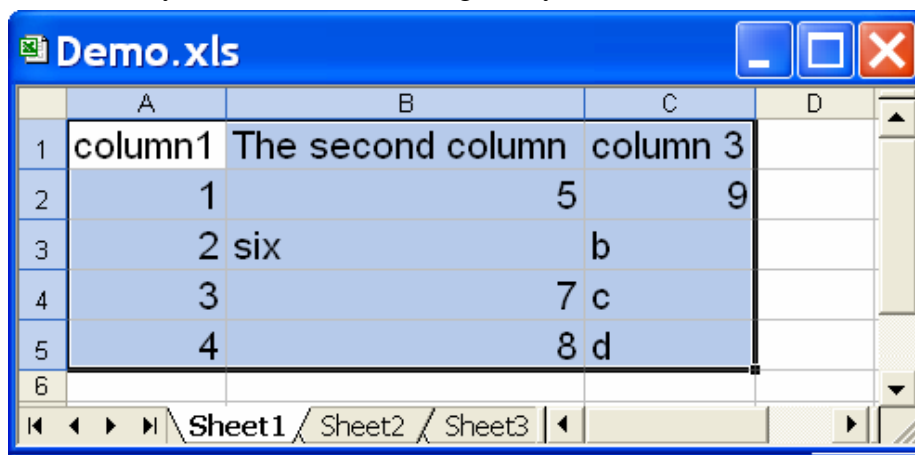 Demo.xls
A B C D
1 column1 The second column column 3
2 1 5 9
3 2 six b
4 3 7 c
5 4 8 d
6
Sheet1 Sheet2 Sheet3